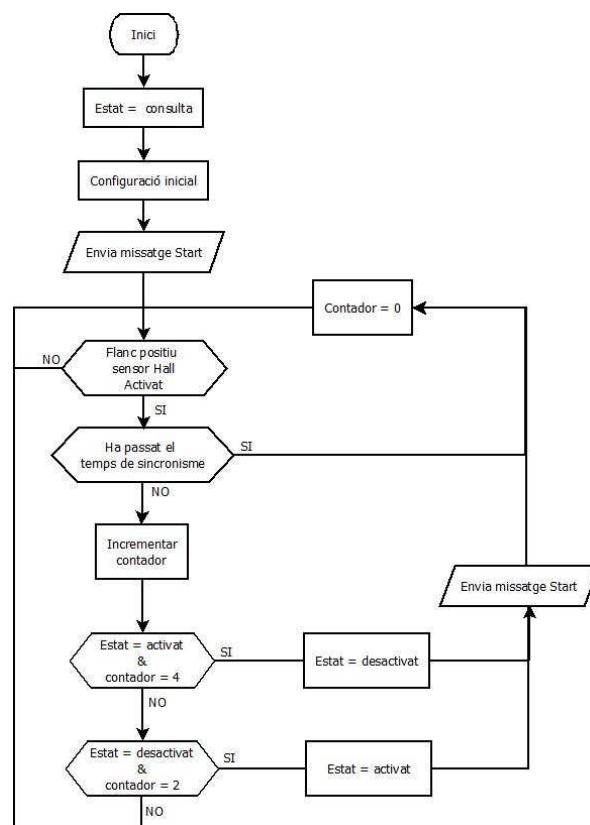 Inici
Estat = consulta
Configuració inicial
Envia missatge Start
Contador = 0
NO
Flanc positiu
sensor Hall
Activat
SI
Ha passat el
temps de sincronisme
SI
NO
Incrementar
contador
Envia missatge Start
Estat = activat
&
contador = 4
SI
Estat = desactivat
NO
Estat = desactivat
&
contador = 2
SI
Estat = activat
NO